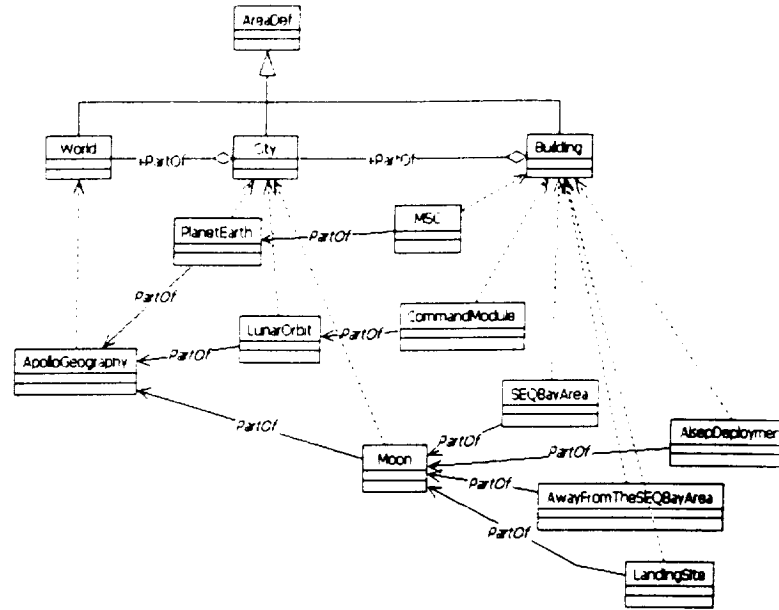 AreaDef
World
+PartOf
City
+PartOf
Building
PlanetEarth
PartOf
MSC
PartOf
LunarOrbit
PartOf
CommandModule
ApolloGeography
PartOf
SEQBayArea
PartOf
PartOf
AlsepDeploymen
PartOf
Moon
PartOf
AwayFromTheSEQBayArea
PartOf
LandingSite